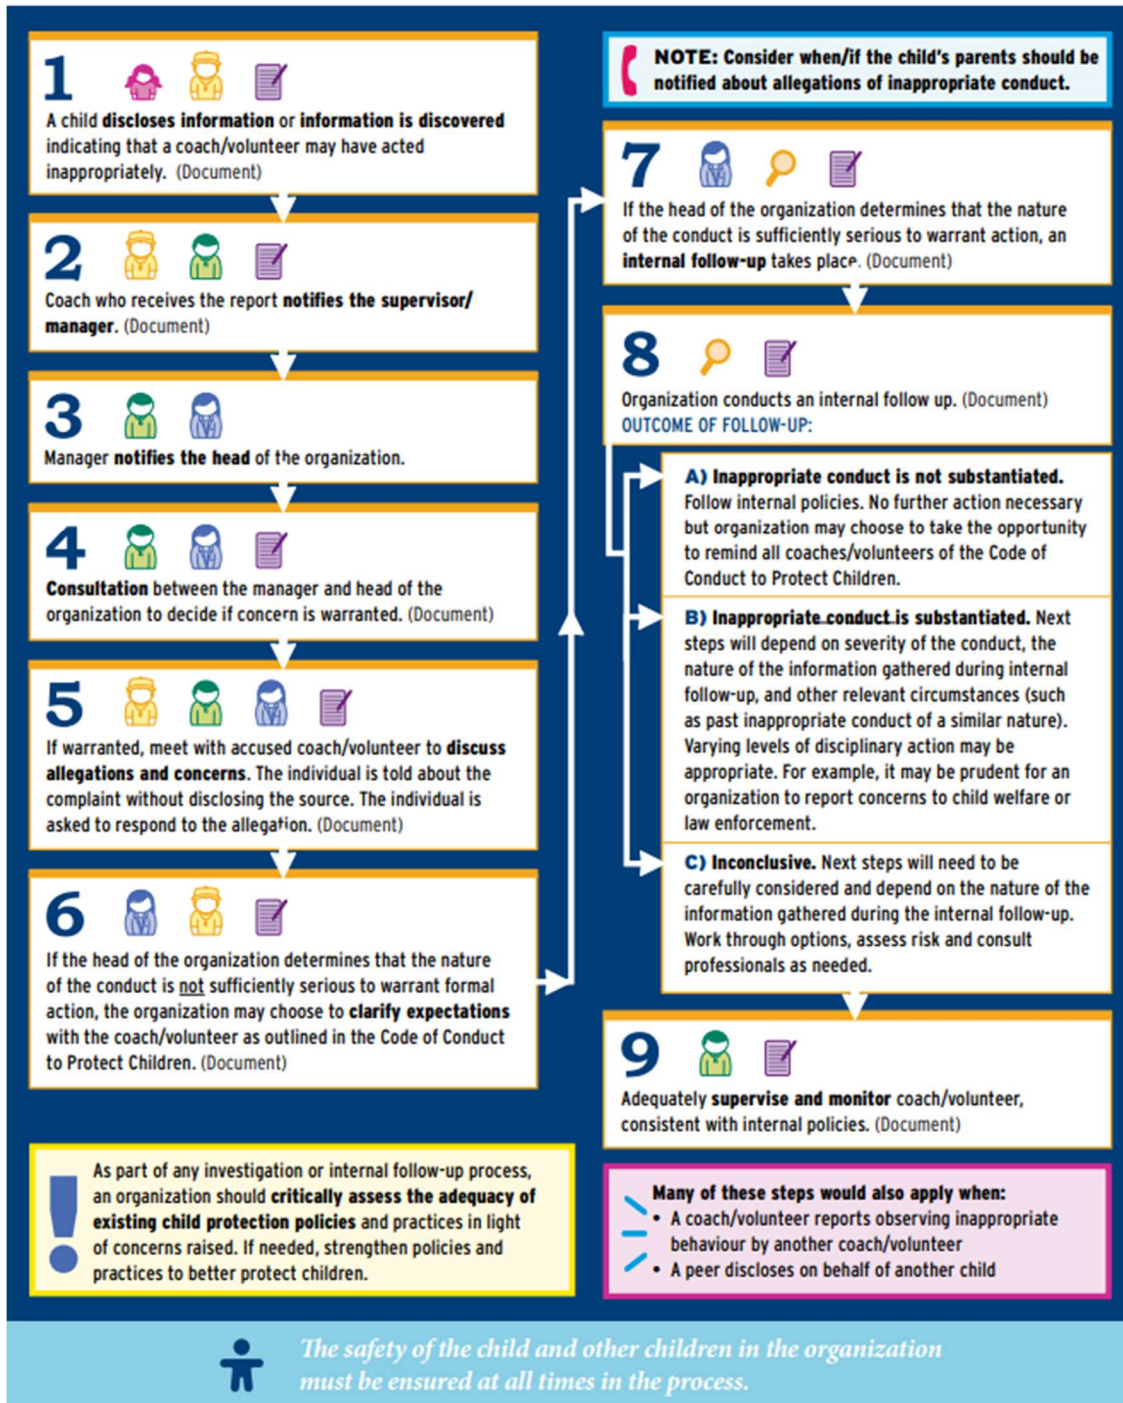 1
A child discloses information or information is discovered
indicating that a coach/volunteer may have acted
inappropriately. (Document)
2
Coach who receives the report notifies the supervisor/
manager. (Document)
3
Manager notifies the head of the organization.
4
Consultation between the manager and head of the
organization to decide if concern is warranted. (Document)
5
If warranted, meet with accused coach/volunteer to discuss
allegations and concerns. The individual is told about the
complaint without disclosing the source. The individual is
asked to respond to the allegation. (Document)
6
If the head of the organization determines that the nature
of the conduct is not sufficiently serious to warrant formal
action, the organization may choose to clarify expectations
with the coach/volunteer as outlined in the Code of Conduct
to Protect Children. (Document)
! As part of any investigation or internal follow-up process,
an organization should critically assess the adequacy of
existing child protection policies and practices in light
of concerns raised. If needed, strengthen policies and
practices to better protect children.
NOTE: Consider when/if the child's parents should be
notified about allegations of inappropriate conduct.
7
If the head of the organization determines that the nature
of the conduct is sufficiently serious to warrant action, an
internal follow-up takes place. (Document)
8
Organization conducts an internal follow up. (Document)
OUTCOME OF FOLLOW-UP:
A) Inappropriate conduct is not substantiated.
Follow internal policies. No further action necessary
but organization may choose to take the opportunity
to remind all coaches/volunteers of the Code of
Conduct to Protect Children.
B) Inappropriate conduct is substantiated. Next
steps will depend on severity of the conduct, the
nature of the information gathered during internal
follow-up, and other relevant circumstances (such
as past inappropriate conduct of a similar nature).
Varying levels of disciplinary action may be
appropriate. For example, it may be prudent for an
organization to report concerns to child welfare or
law enforcement.
C) Inconclusive. Next steps will need to be
carefully considered and depend on the nature of the
information gathered during the internal follow-up.
Work through options, assess risk and consult
professionals as needed.
9
Adequately supervise and monitor coach/volunteer,
consistent with internal policies. (Document)
Many of these steps would also apply when:
• A coach/volunteer reports observing inappropriate
behaviour by another coach/volunteer
• A peer discloses on behalf of another child
The safety of the child and other children in the organization
must be ensured at all times in the process.